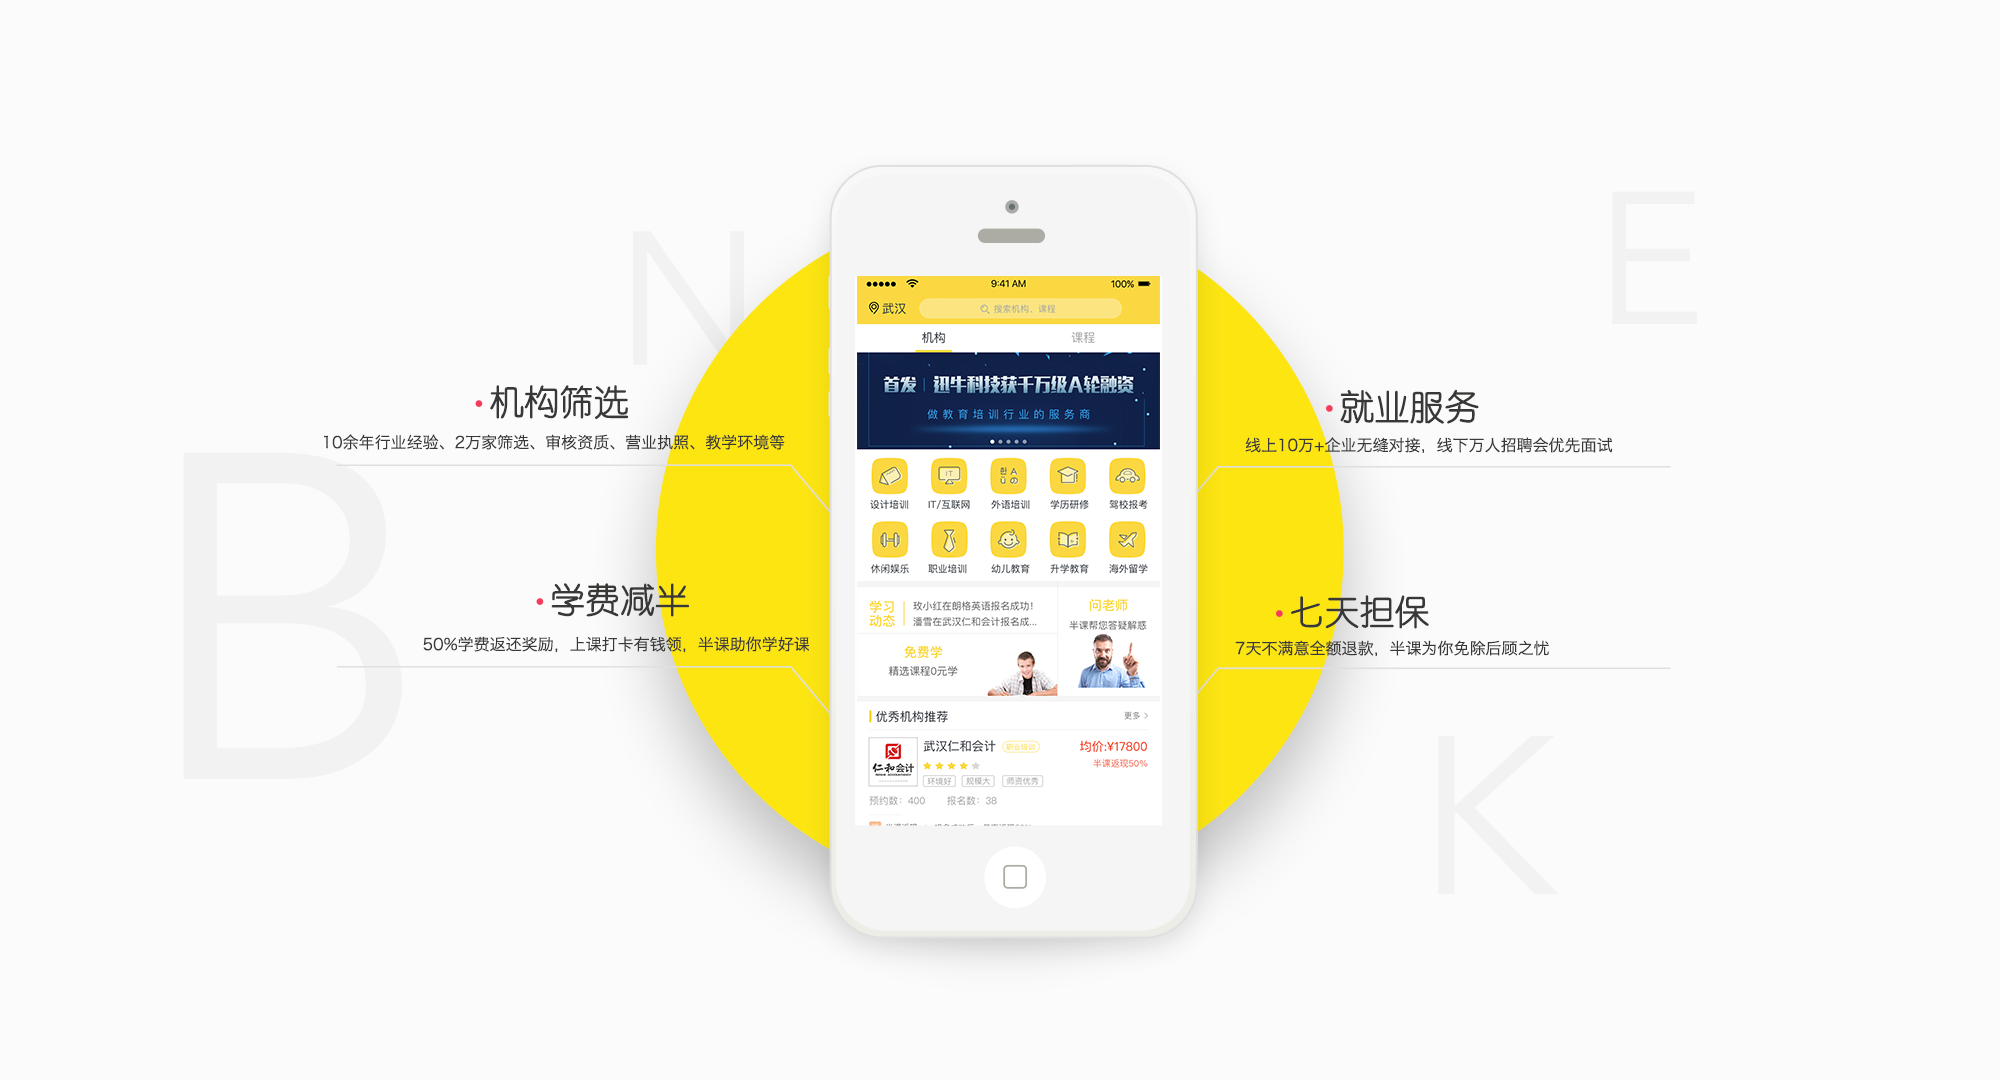 B
N
E
K
机构筛选
10余年行业经验、2万家筛选、审核资质、营业执照、教学环境等
学费减半
50%学费返还奖励，上课打卡有钱领，半课助你学好课
就业服务
线上10万+企业无缝对接，线下万人招聘会优先面试
七天担保
7天不满意全额退款，半课为你免除后顾之忧
9:41 AM
100%
武汉
搜索机构、课程
机构
课程
首发 迅牛科技获千万级A轮融资
做教育培训行业的服务商
设计培训
IT
IT/互联网
한 A
ü の
外语培训
学历研修
驾校报考
休闲娱乐
职业培训
幼儿教育
升学教育
海外留学
学习
动态
玫小红在朗格英语报名成功!
潘雪在武汉仁和会计报名成...
问老师
半课帮您答疑解惑
免费学
精选课程0元学
优秀机构推荐
更多
仁和会计
武汉仁和会计
职业培训
均价:¥17800
半课返现50%
环境好
规模大
师资优秀
预约数：400
报名数：38